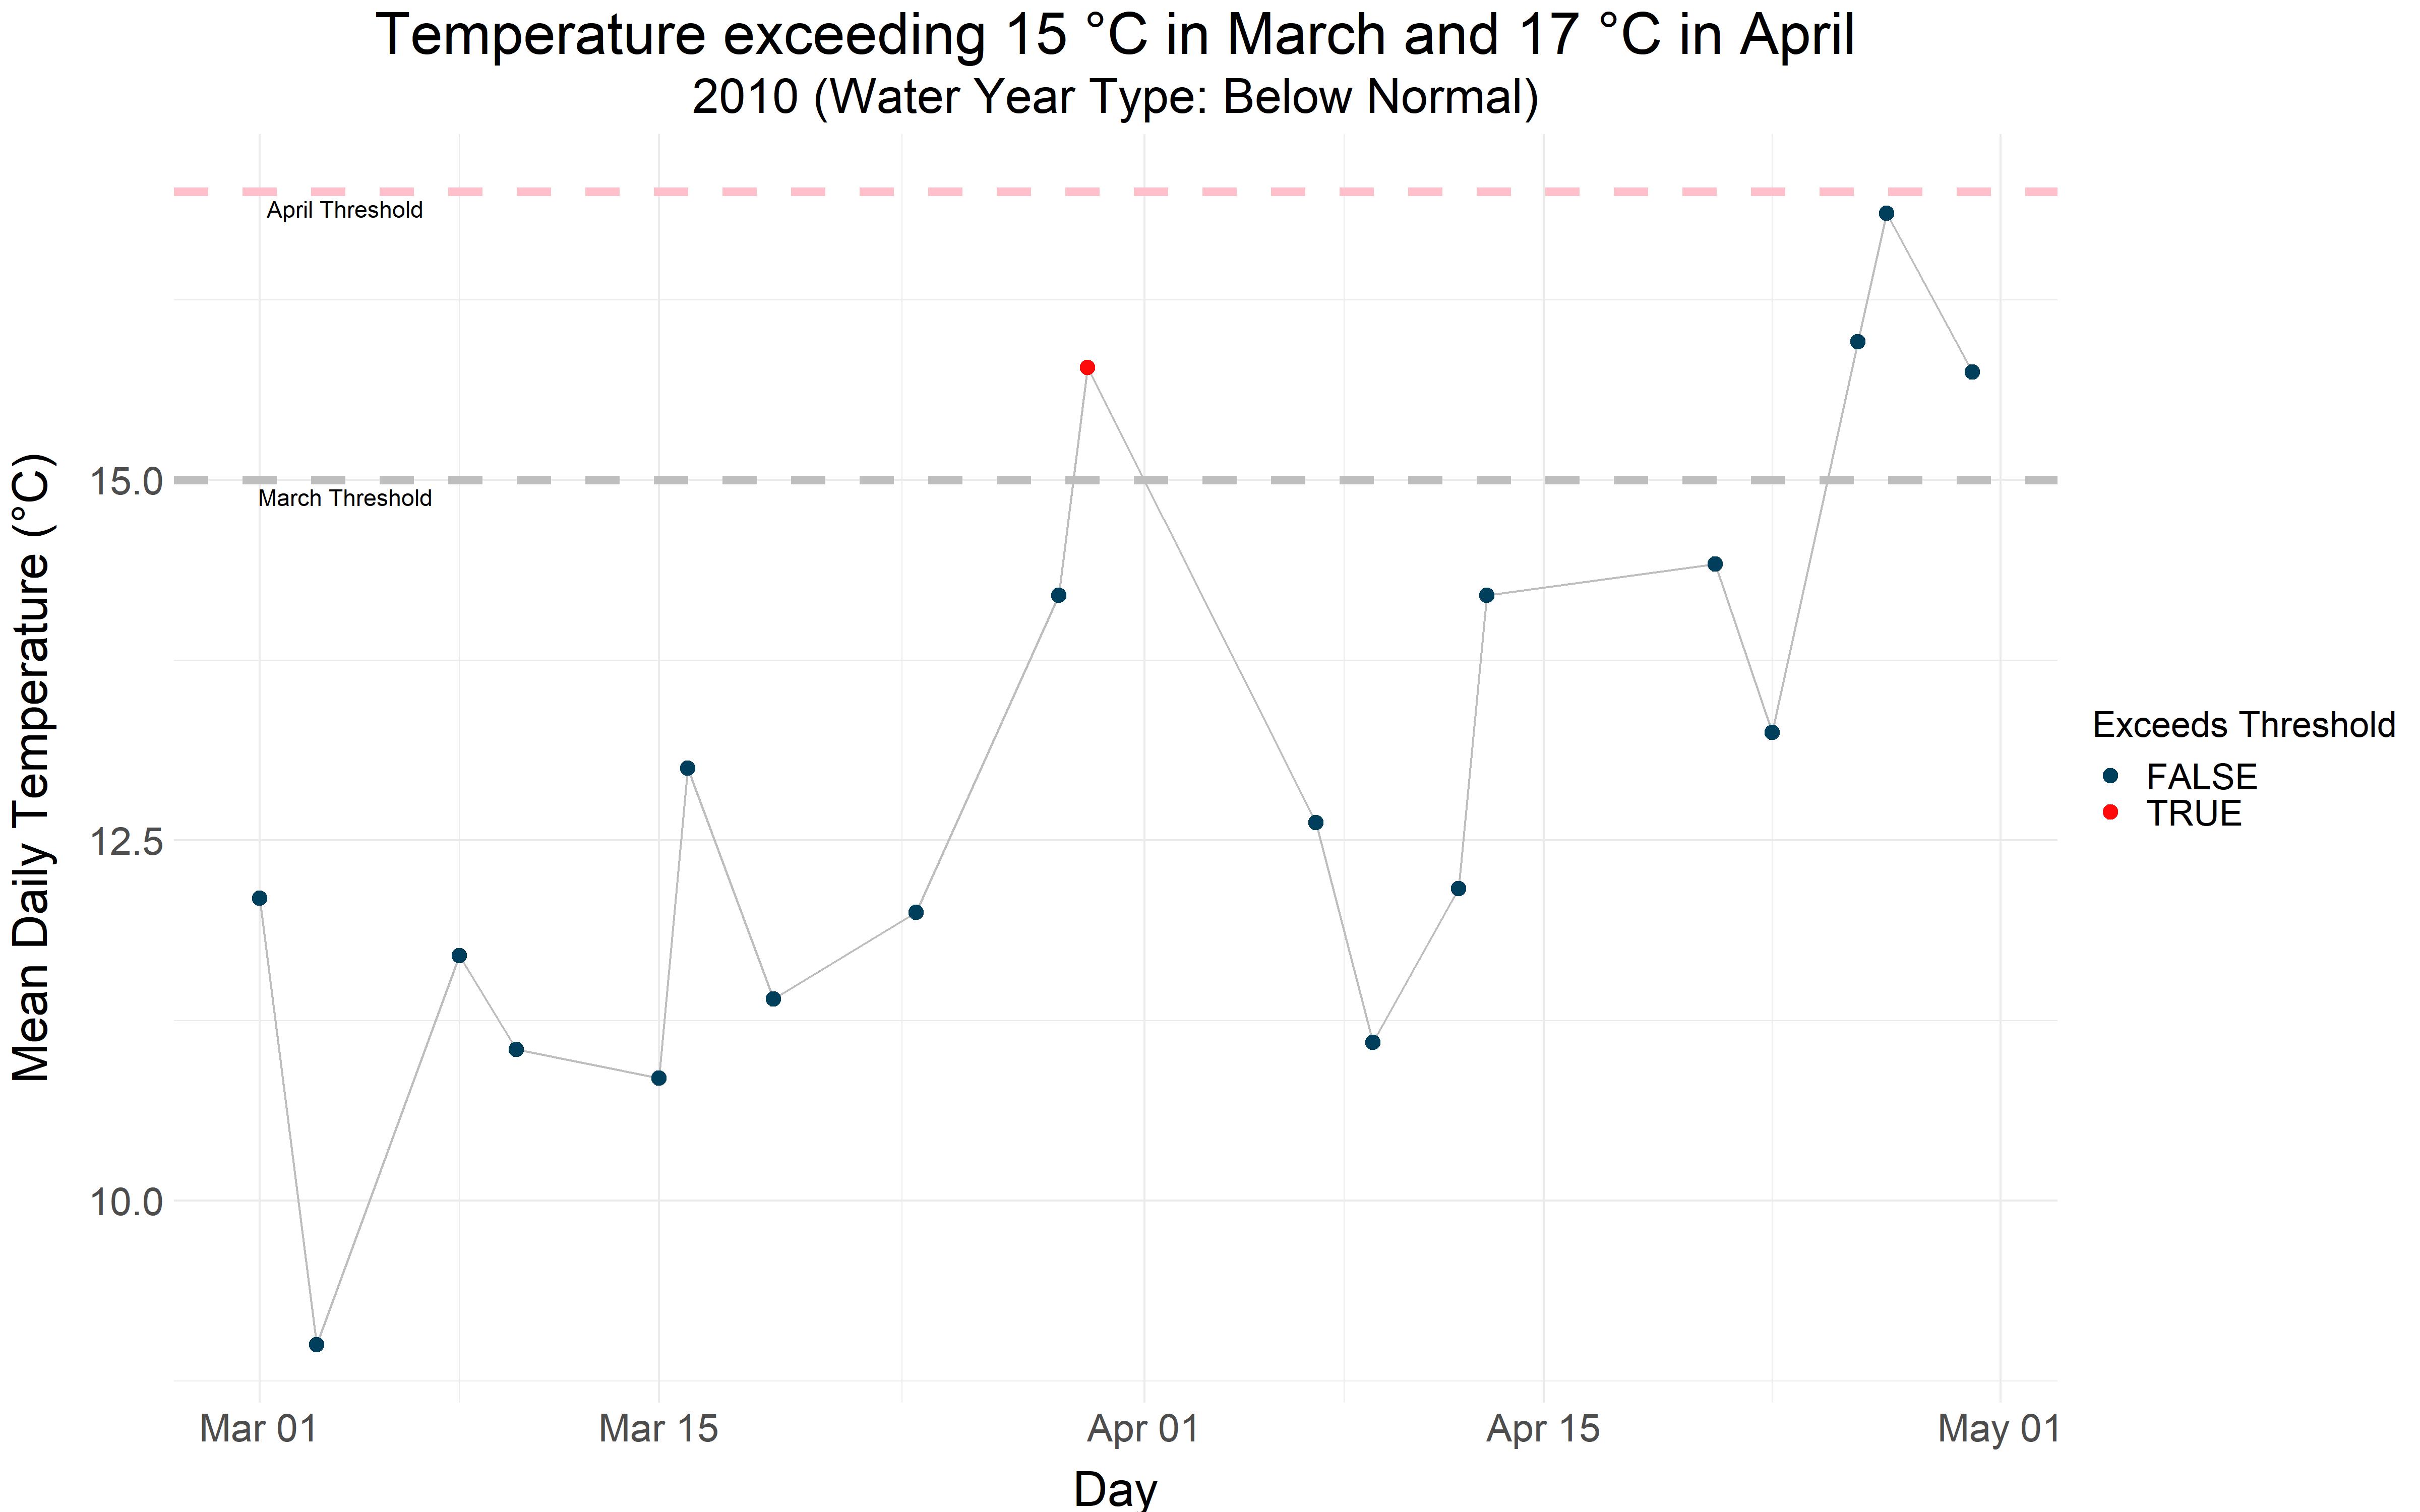 Temperature exceeding 15 °C in March and 17 °C in April
2010 (Water Year Type: Below Normal)
April Threshold
March Threshold
Mean Daily Temperature (°C)
15.0
12.5
10.0
Mar 01
Mar 15
Apr 01
Apr 15
May 01
Day
Exceeds Threshold
FALSE
TRUE